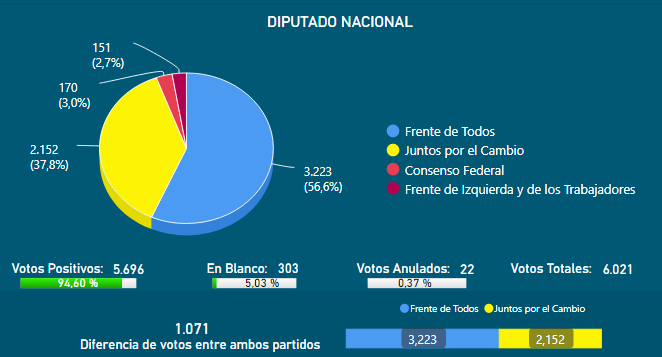 DIPUTADO NACIONAL
151
(2,7%)
170
(3,0%)
2.152
(37,8%)
3.223
(56,6%)
Frente de Todos
Juntos por el Cambio
Consenso Federal
Frente de Izquierda y de los Trabajadores
Votos Positivos: 5.696
94,60 %
En Blanco: 303
5,03 %
Votos Anulados: 22
0,37 %
Votos Totales: 6.021
1.071
Diferencia de votos entre ambos partidos
Frente de Todos Juntos por el Cambio
3,223 2,152